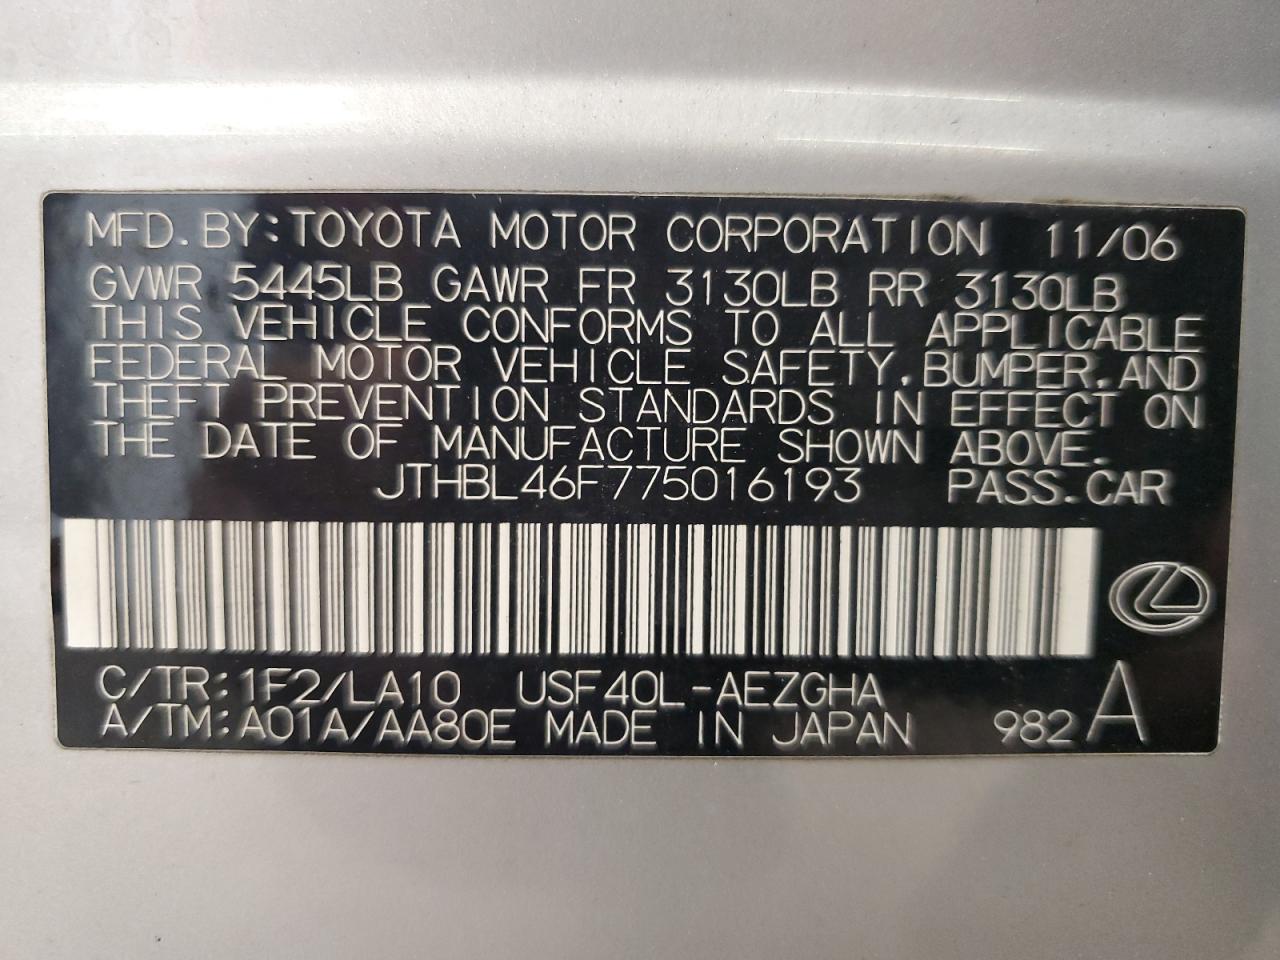 MFD.BY:TOYOTA MOTOR CORPORATION 11/06
GVWR 5445LB GAWR FR 3130LB RR 3130LB
THIS VEHICLE CONFORMS TO ALL APPLICABLE
FEDERAL MOTOR VEHICLE SAFETY,BUMPER,AND
THEFT PREVENTION STANDARDS IN EFFECT ON
THE DATE OF MANUFACTURE SHOWN ABOVE.
JTHBL46F775016193 PASS.CAR
C/TR:1F2/LA10 USF40L-AEZGHA
A/TM:A01A/AA80E MADE IN JAPAN 982 A